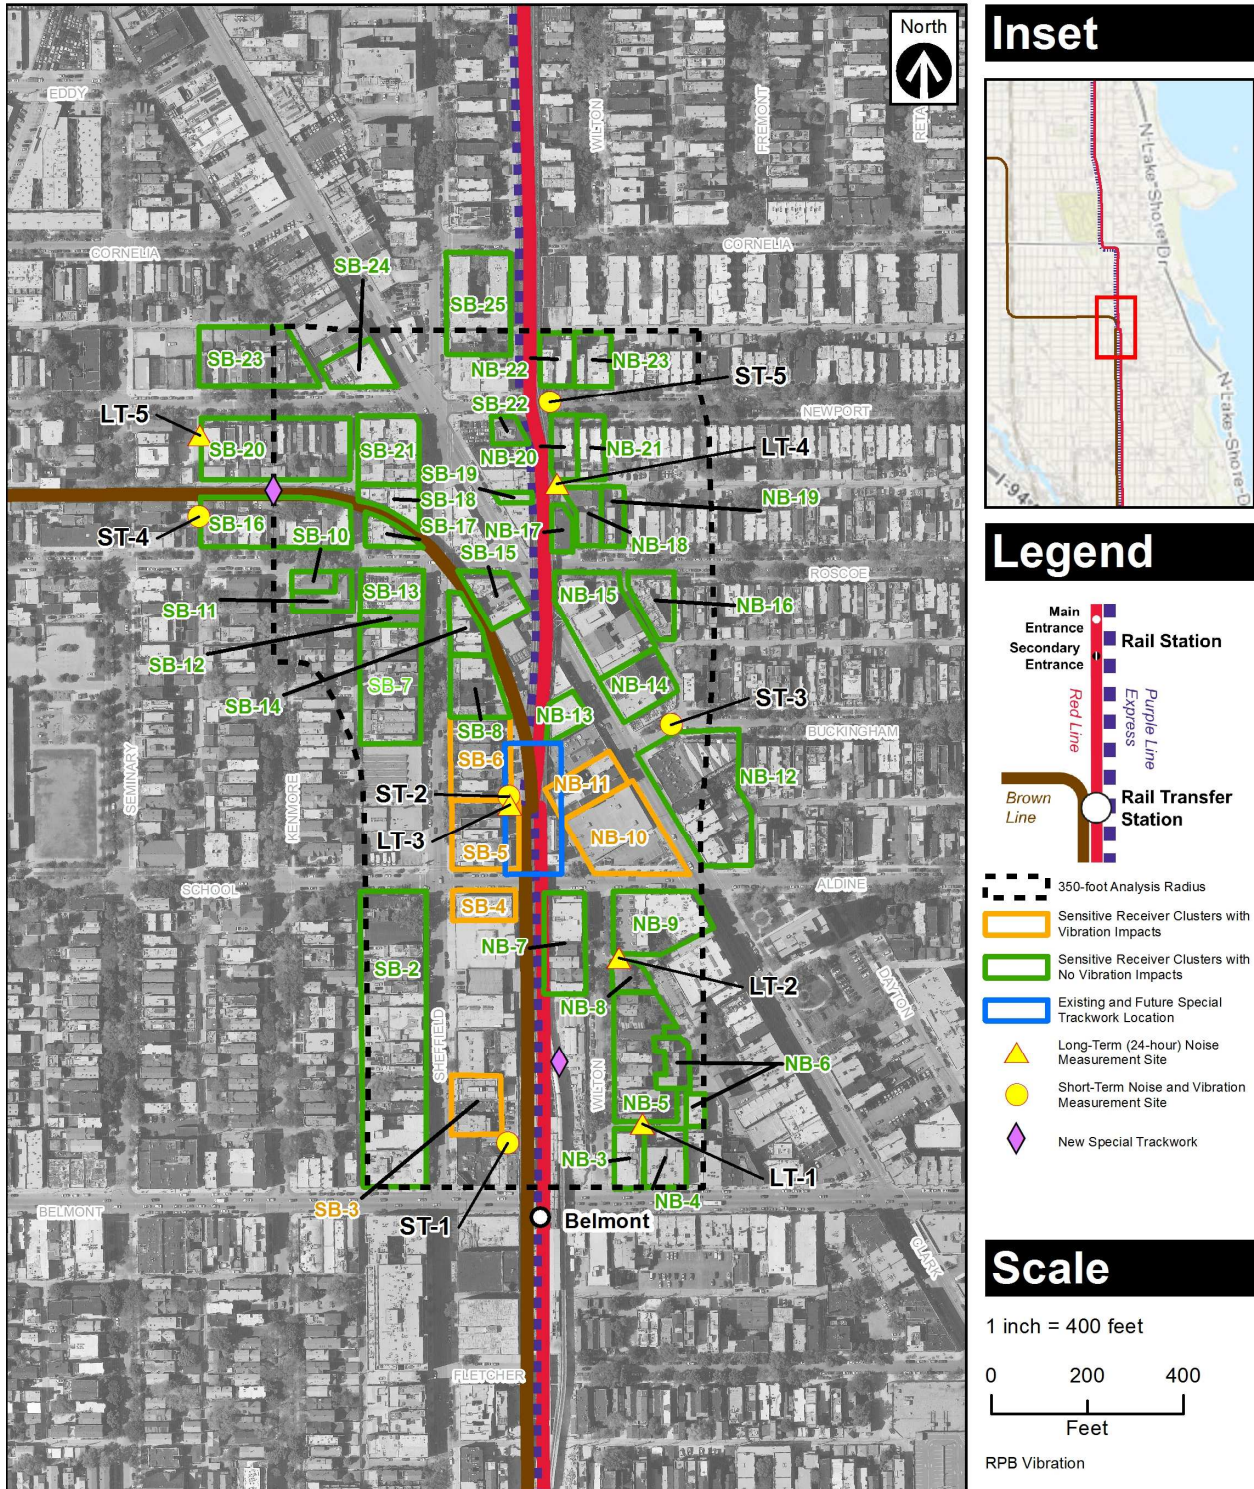 North
EDDY
WILTON
FREMONT
RETA
CORNELIA
CORNELIA
SB-24
SB-25
SB-23
NB-22
NB-23
ST-5
LT-5
SB-22
NEWPORT
SB-20
SB-21
NB-20
NB-21
LT-4
SB-19
SB-18
NB-19
SB-16
SB-17
NB-17
ST-4
SB-10
NB-18
SB-15
ROSCOE
SB-13
NB-15
SB-11
NB-16
SB-12
SB-7
NB-14
SB-14
ST-3
NB-13
SB-8
BUCKINGHAM
SEMINARY
SB-6
NB-11
NB-12
KENMORE
ST-2
LT-3
NB-10
SB-5
SCHOOL
ALDINE
SB-4
NB-9
NB-7
SB-2
LT-2
DAYTON
NB-8
SHEFFIELD
NB-6
WILTON
NB-5
NB-3
LT-1
NB-4
SB-3
BELMONT
ST-1
Belmont
CLARK
FLETCHER
Inset
N-Lake-Shore-Dr
N-Lake-Shore-D
I-94
Legend
Main
Entrance
Secondary
Entrance
Rail Station
Red Line
Purple Line
Express
Brown
Line
Rail Transfer
Station
350-foot Analysis Radius
Sensitive Receiver Clusters with
Vibration Impacts
Sensitive Receiver Clusters with
No Vibration Impacts
Existing and Future Special
Trackwork Location
Long-Term (24-hour) Noise
Measurement Site
Short-Term Noise and Vibration
Measurement Site
New Special Trackwork
Scale
1 inch = 400 feet
0 200 400
Feet
RPB Vibration